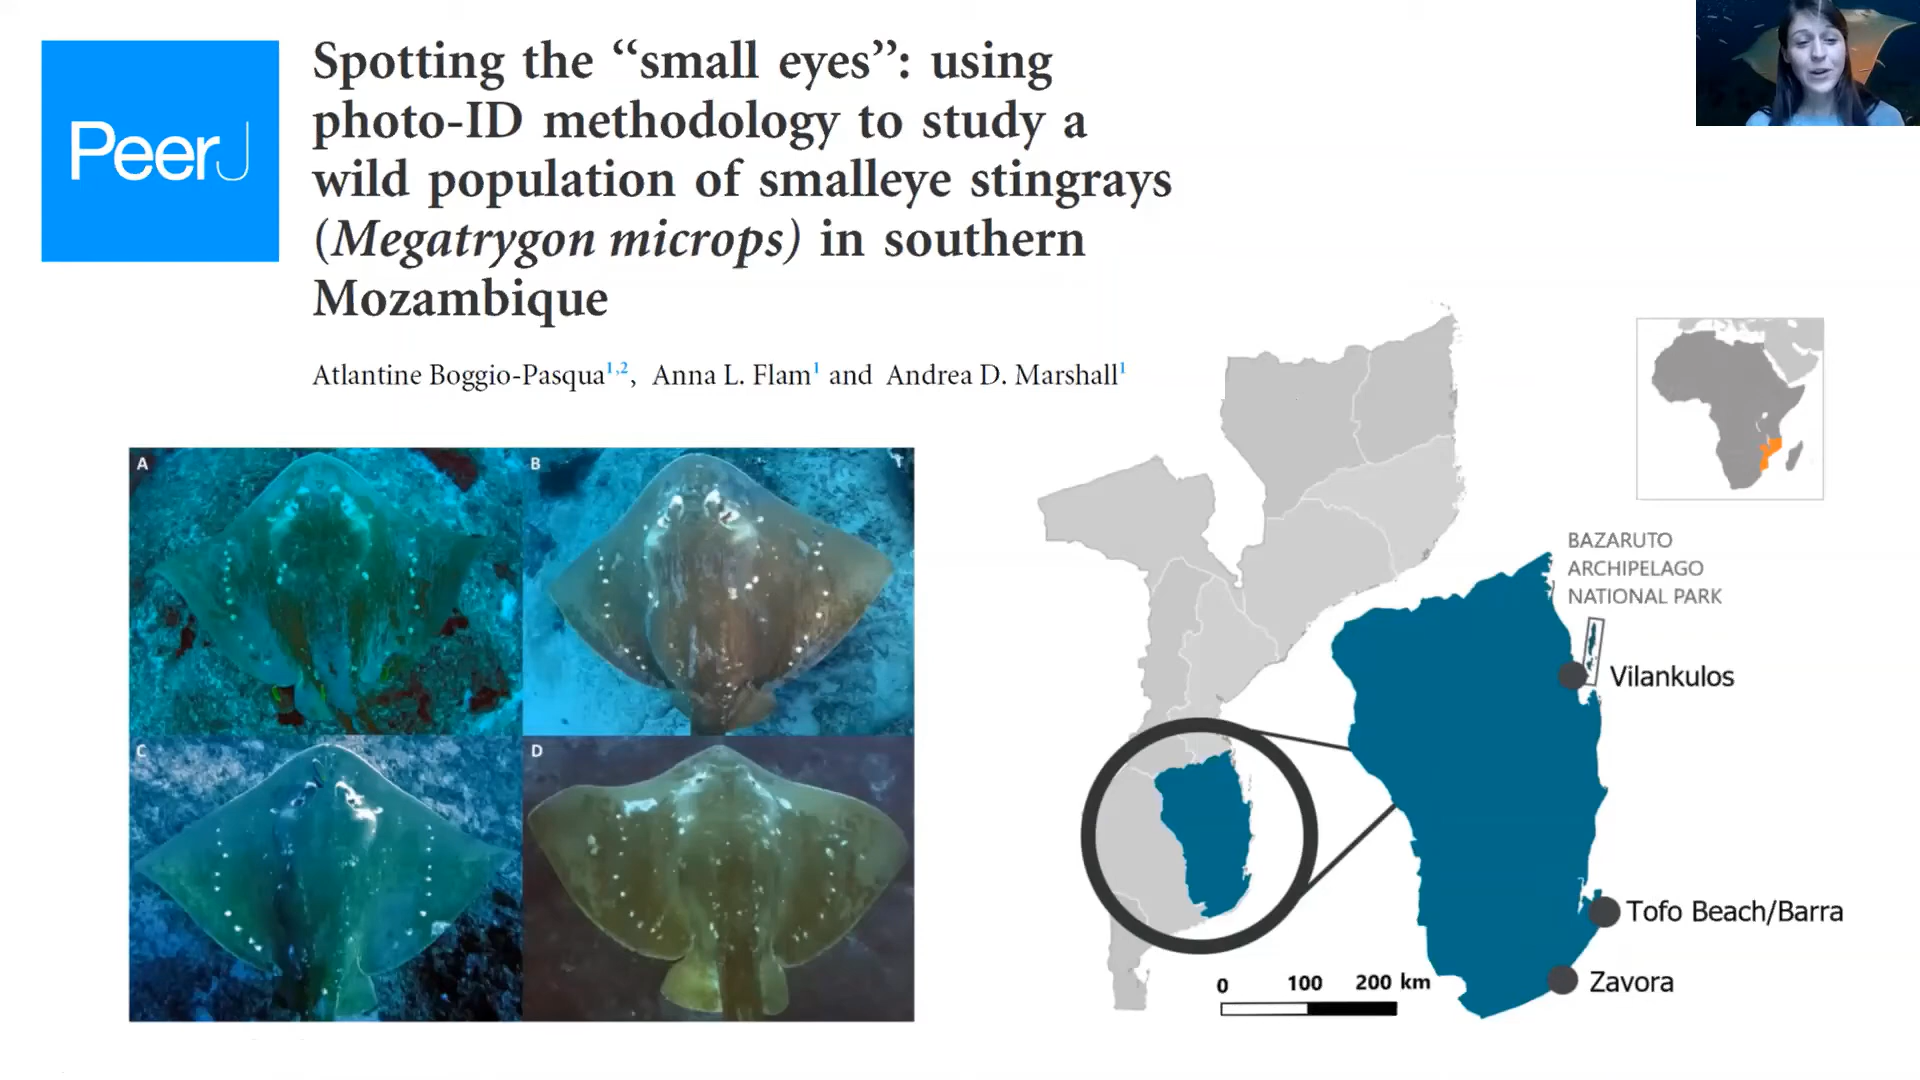 PeerJ
Spotting the “small eyes”: using
photo-ID methodology to study a
wild population of smalleye stingrays
(Megatrygon microps) in southern
Mozambique
Atlantine Boggio-Pasqua1,2, Anna L. Flam1 and Andrea D. Marshall1
A
B
C
D
BAZARUTO
ARCHIPELAGO
NATIONAL PARK
Vilankulos
Tofo Beach/Barra
Zavora
0 100 200 km